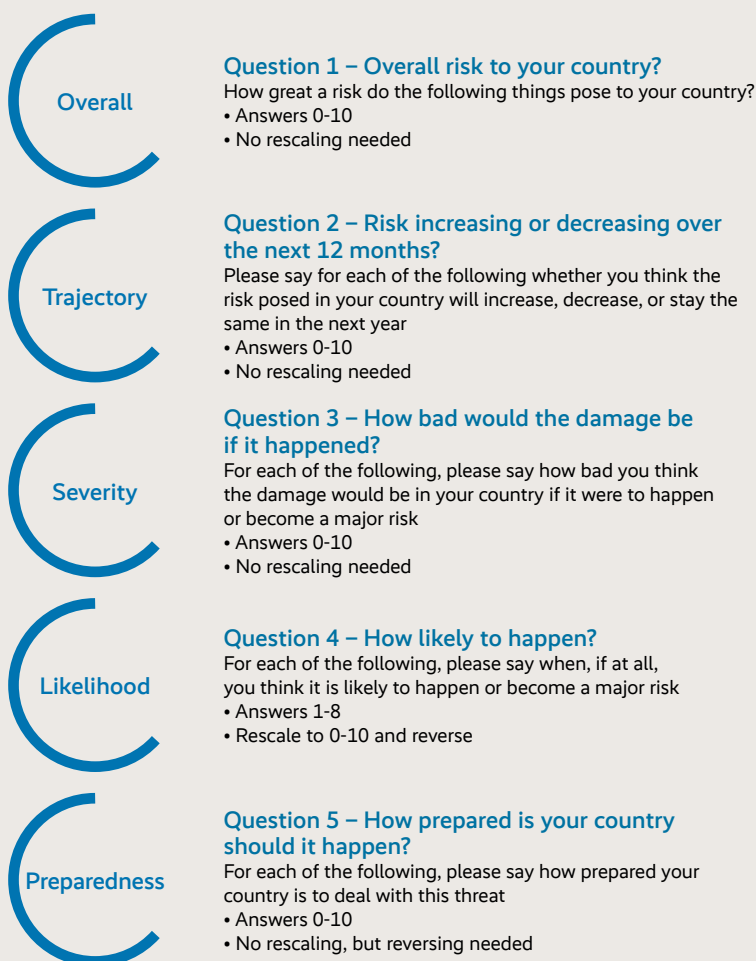 Overall
Question 1 – Overall risk to your country?
How great a risk do the following things pose to your country?
• Answers 0-10
• No rescaling needed
Trajectory
Question 2 – Risk increasing or decreasing over
the next 12 months?
Please say for each of the following whether you think the
risk posed in your country will increase, decrease, or stay the
same in the next year
• Answers 0-10
• No rescaling needed
Severity
Question 3 – How bad would the damage be
if it happened?
For each of the following, please say how bad you think
the damage would be in your country if it were to happen
or become a major risk
• Answers 0-10
• No rescaling needed
Likelihood
Question 4 – How likely to happen?
For each of the following, please say when, if at all,
you think it is likely to happen or become a major risk
• Answers 1-8
• Rescale to 0-10 and reverse
Preparedness
Question 5 – How prepared is your country
should it happen?
For each of the following, please say how prepared your
country is to deal with this threat
• Answers 0-10
• No rescaling, but reversing needed